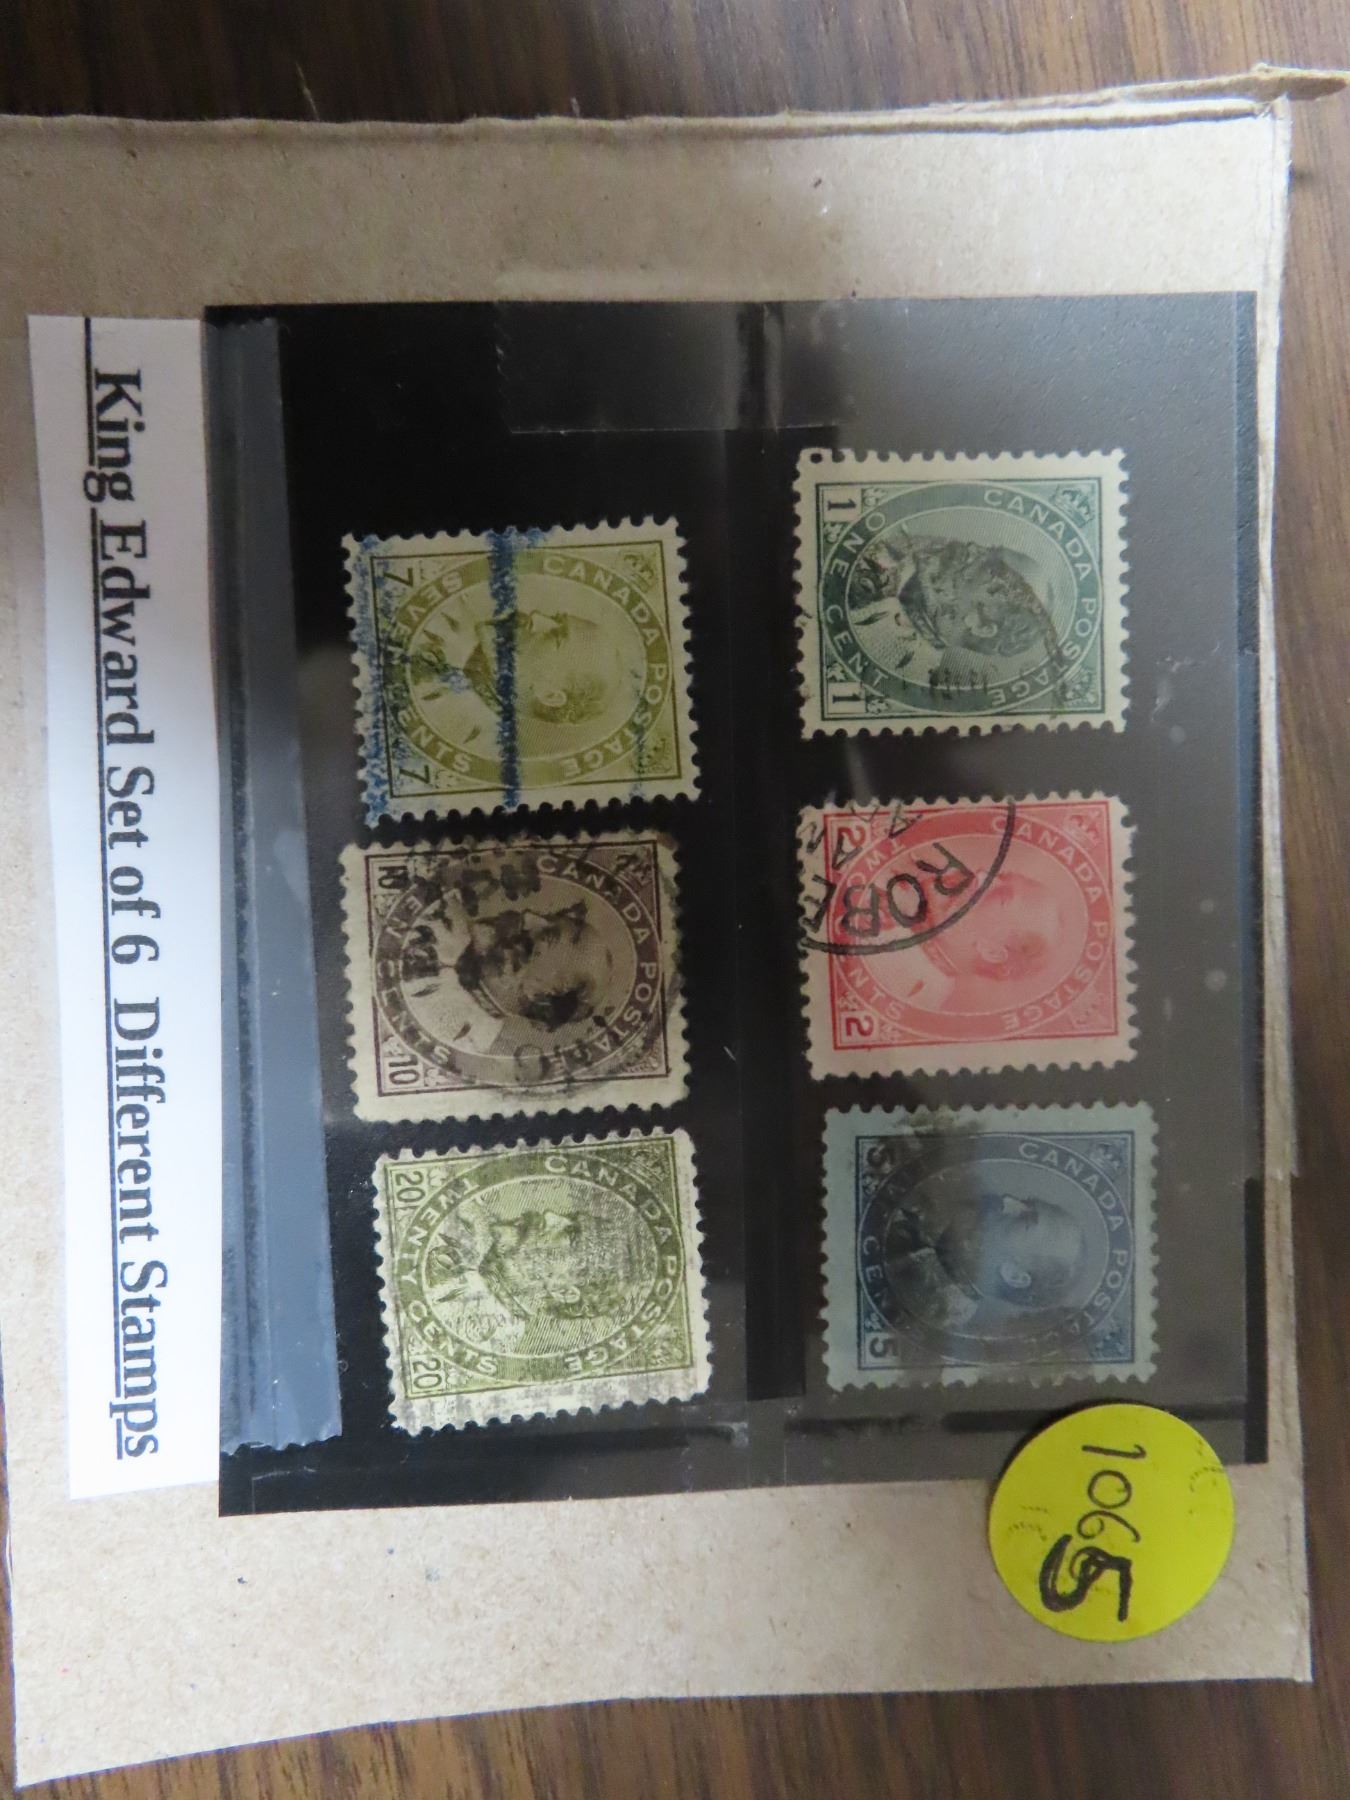 1 CANADA POSTAGE ONE CENT 1
2 CANADA POSTAGE TWO CENTS 2
ROBE
5 CANADA POSTAGE CEN 5
7 CANADA POSTAGE SEVEN CENTS 7
10 CANADA POSTAGE TEN CENTS 10
20 CANADA POSTAGE TWENTY CENTS 20
King Edward Set of 6 Different Stamps
1065